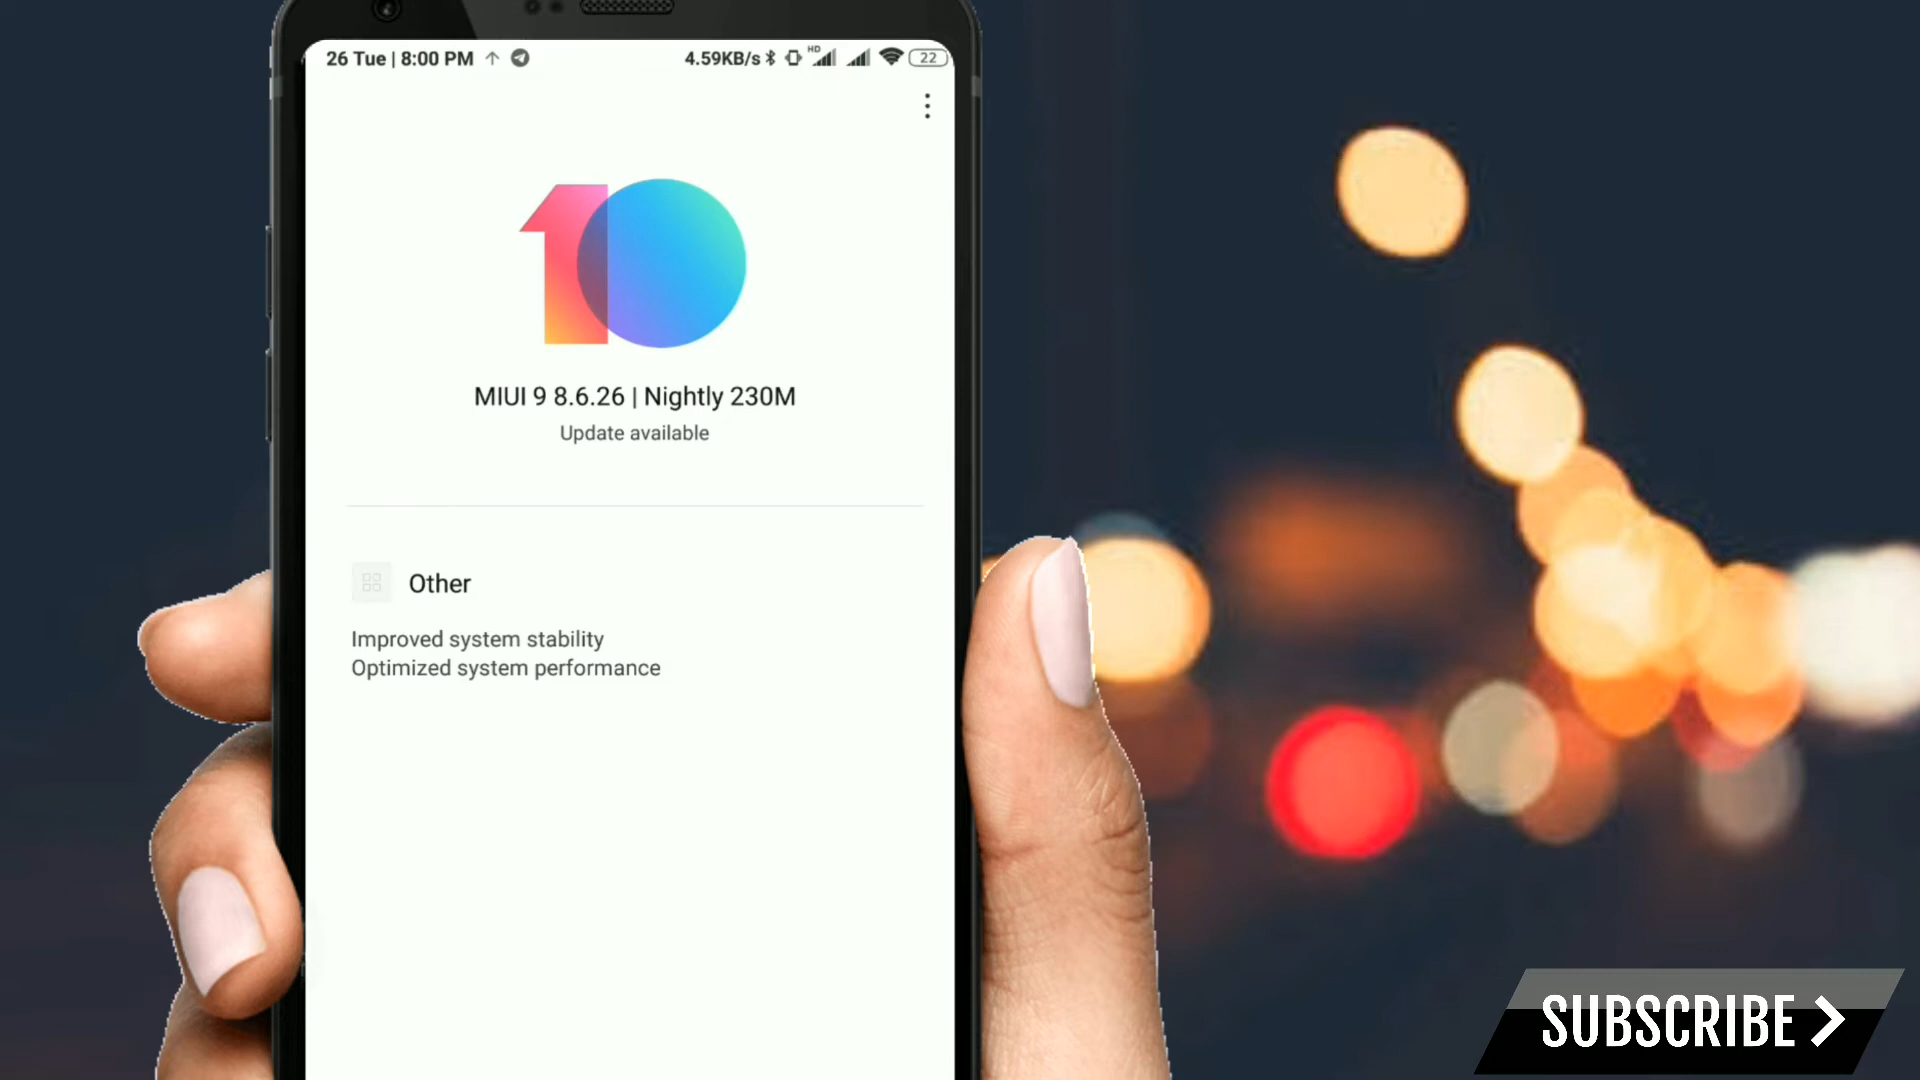 26 Tue | 8:00 PM 4.59KB/s HD 22
10
MIUI 9 8.6.26 | Nightly 230M
Update available
Other
Improved system stability
Optimized system performance
SUBSCRIBE